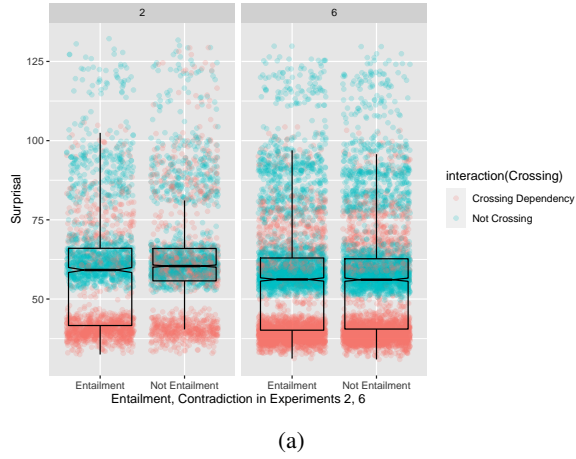 2
6
125
100
75
50
Surprisal
Entailment
Not Entailment
Entailment
Not Entailment
Entailment, Contradiction in Experiments 2, 6
interaction(Crossing)
Crossing Dependency
Not Crossing
(a)